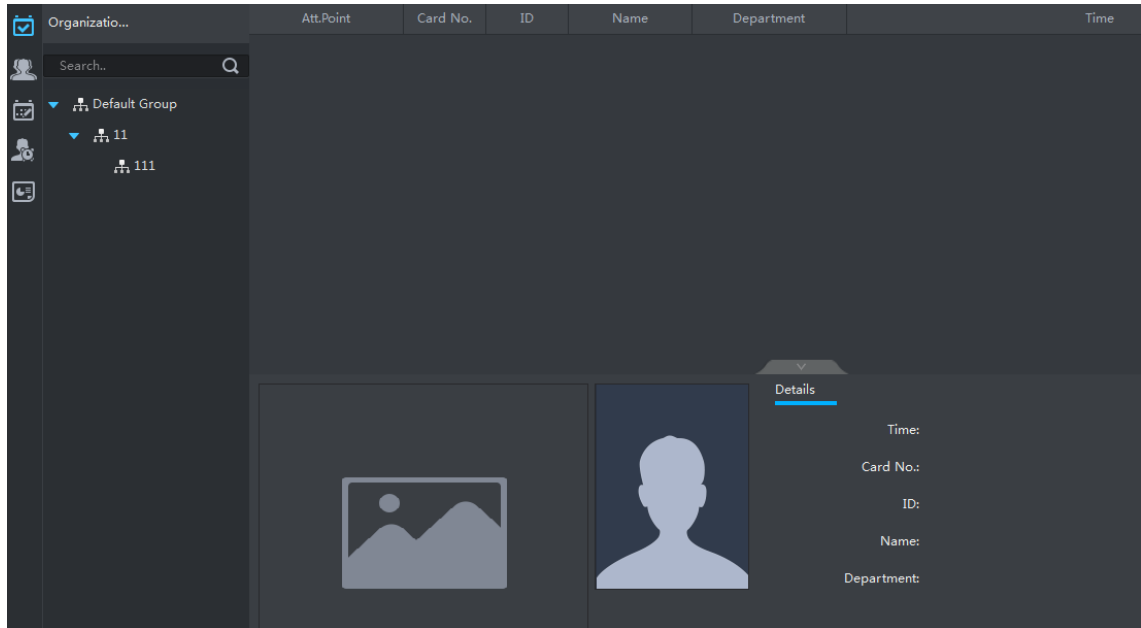 Organizatio...
Att.Point Card No. ID Name Department Time
Search..
Default Group
11
111
Details
Time:
Card No.:
ID:
Name:
Department: